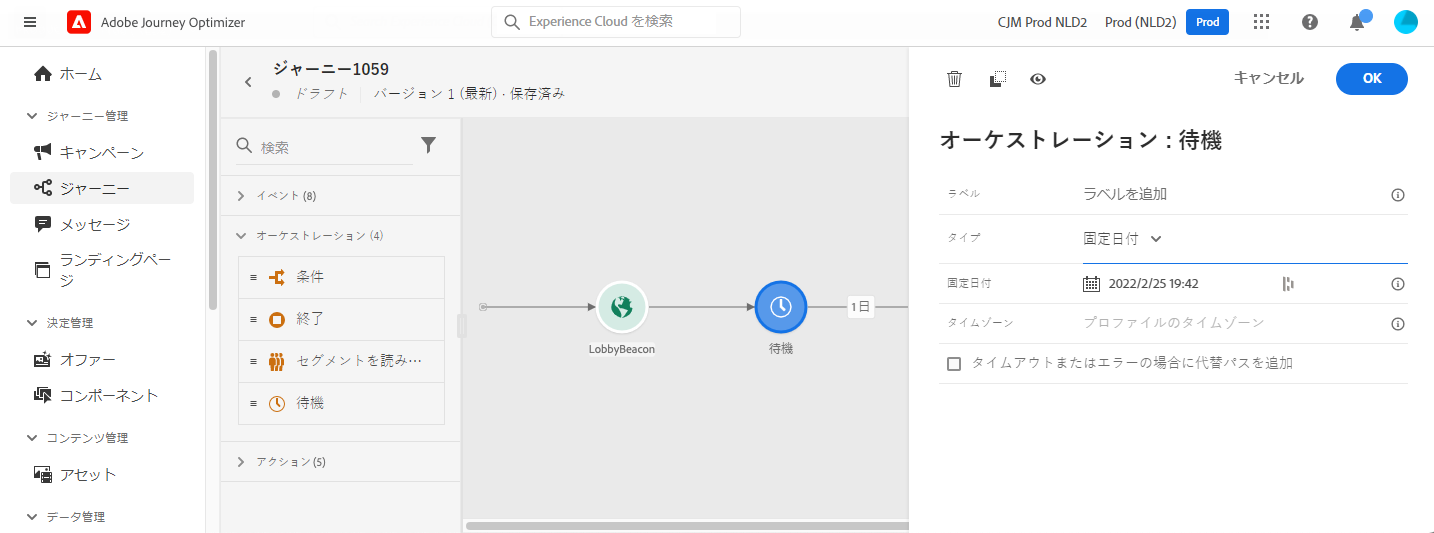 Adobe Journey Optimizer
Experience Cloud を検索
CJM Prod NLD2
Prod (NLD2)
Prod
ホーム
ジャーニー管理
キャンペーン
ジャーニー
メッセージ
ランディングペー
ジ
決定管理
オファー
コンポーネント
コンテンツ管理
アセット
データ管理
ジャーニー1059
ドラフト
バージョン 1 (最新) · 保存済み
検索
イベント (8)
オーケストレーション (4)
条件
終了
セグメントを読み…
待機
アクション (5)
LobbyBeacon
待機
1日
キャンセル
OK
オーケストレーション : 待機
ラベル
ラベルを追加
タイプ
固定日付
固定日付
2022/2/25 19:42
タイムゾーン
プロファイルのタイムゾーン
タイムアウトまたはエラーの場合に代替パスを追加